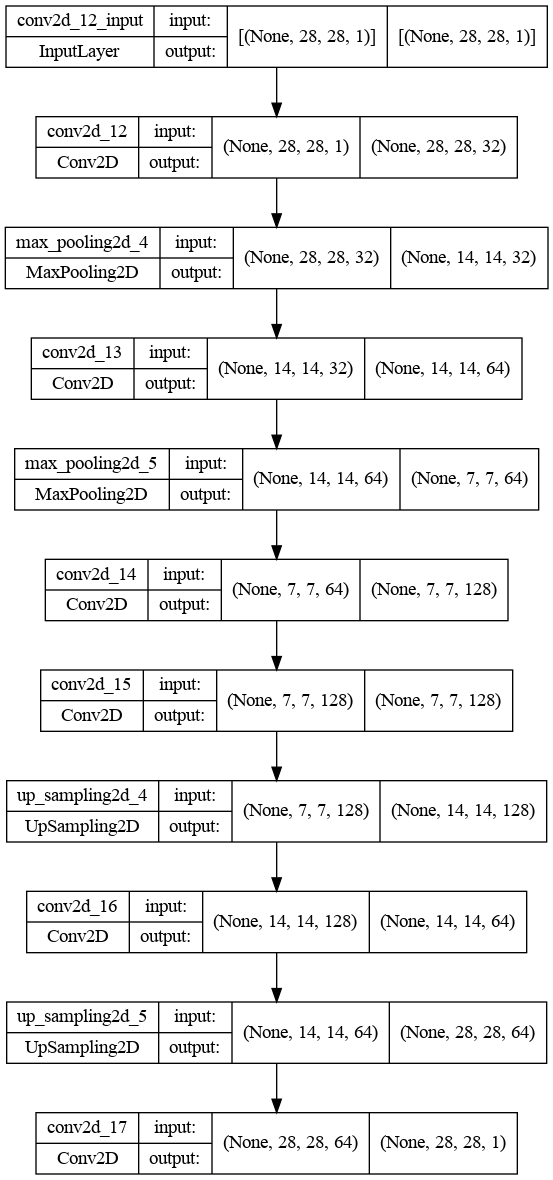 conv2d_12_input input: [(None, 28, 28, 1)] [(None, 28, 28, 1)]
InputLayer output:
conv2d_12 input: (None, 28, 28, 1) (None, 28, 28, 32)
Conv2D output:
max_pooling2d_4 input: (None, 28, 28, 32) (None, 14, 14, 32)
MaxPooling2D output:
conv2d_13 input: (None, 14, 14, 32) (None, 14, 14, 64)
Conv2D output:
max_pooling2d_5 input: (None, 14, 14, 64) (None, 7, 7, 64)
MaxPooling2D output:
conv2d_14 input: (None, 7, 7, 64) (None, 7, 7, 128)
Conv2D output:
conv2d_15 input: (None, 7, 7, 128) (None, 7, 7, 128)
Conv2D output:
up_sampling2d_4 input: (None, 7, 7, 128) (None, 14, 14, 128)
UpSampling2D output:
conv2d_16 input: (None, 14, 14, 128) (None, 14, 14, 64)
Conv2D output:
up_sampling2d_5 input: (None, 14, 14, 64) (None, 28, 28, 64)
UpSampling2D output:
conv2d_17 input: (None, 28, 28, 64) (None, 28, 28, 1)
Conv2D output: